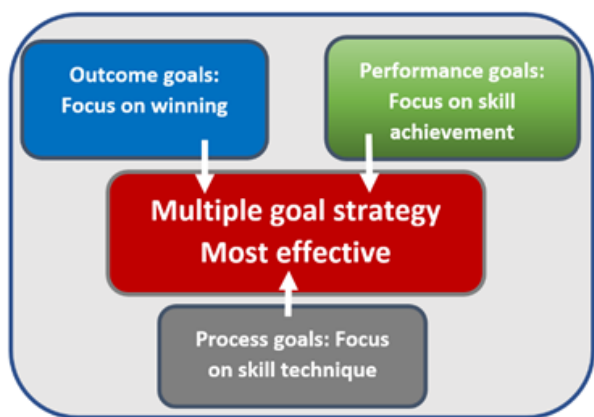 Outcome goals:
Focus on winning
Performance goals:
Focus on skill
achievement
Multiple goal strategy
Most effective
Process goals: Focus
on skill technique